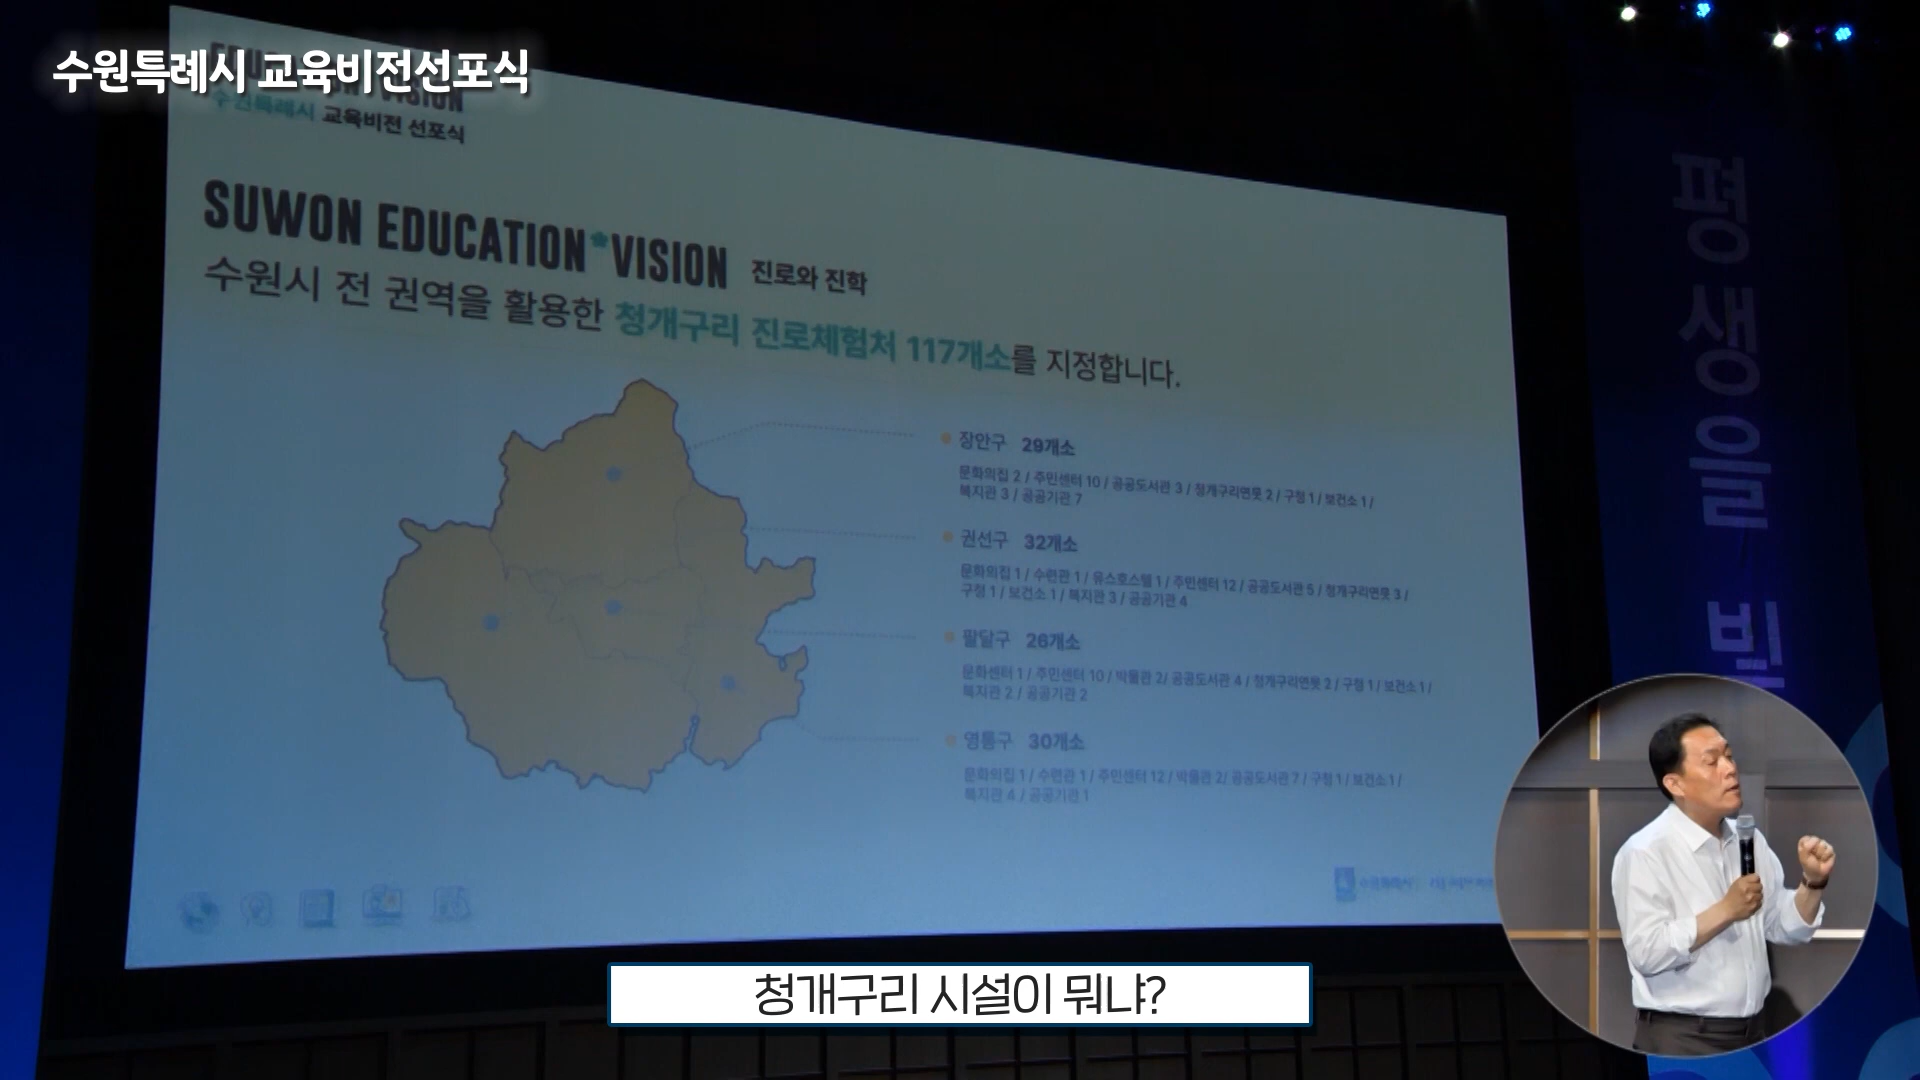 수원특례시 교육비전선포식
VISION
수원특례시 교육비전 선포식
SUWON EDUCATION VISION 진로와 진학
수원시 전 권역을 활용한 청개구리 진로체험처 117개소를 지정합니다.
장안구 29개소
문화의집 2 / 주민센터 10 / 공공도서관 3 / 청개구리연못 2 / 구청 1 / 보건소 1 /
복지관 3 / 공공기관 7
권선구 32개소
문화의집 1 / 수련관 1 / 유스호스텔 1 / 주민센터 12 / 공공도서관 5 / 청개구리연못 3 /
구청 1 / 보건소 1 / 복지관 3 / 공공기관 4
팔달구 26개소
문화센터 1 / 주민센터 10 / 박물관 2/ 공공도서관 4 / 청개구리연못 2 / 구청 1 / 보건소 1 /
복지관 2 / 공공기관 2
영통구 30개소
문화의집 1 / 수련관 1 / 주민센터 12 / 박물관 2/ 공공도서관 7 / 구청 1 / 보건소 1 /
복지관 4 / 공공기관 1
수원특례시
평생을
청개구리 시설이 뭐냐?